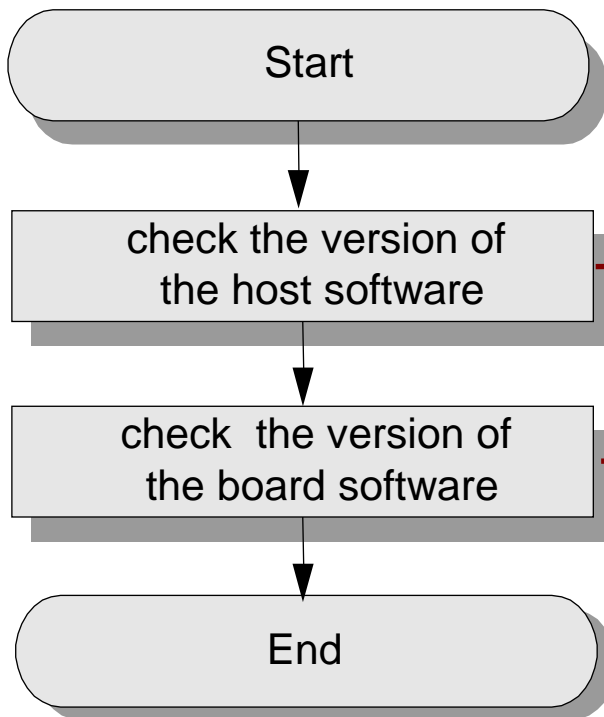 Start
check the version of
the host software
check the version of
the board software
End